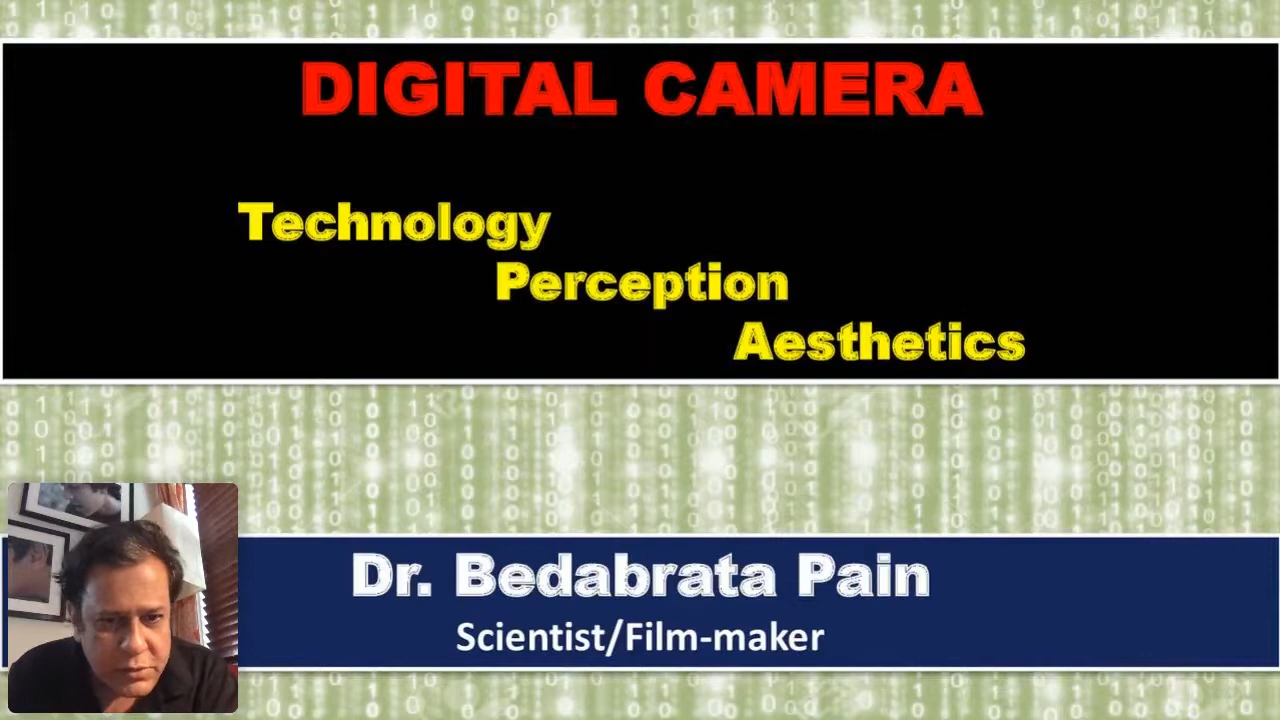 DIGITAL CAMERA
Technology
Perception
Aesthetics
Dr. Bedabrata Pain
Scientist/Film-maker